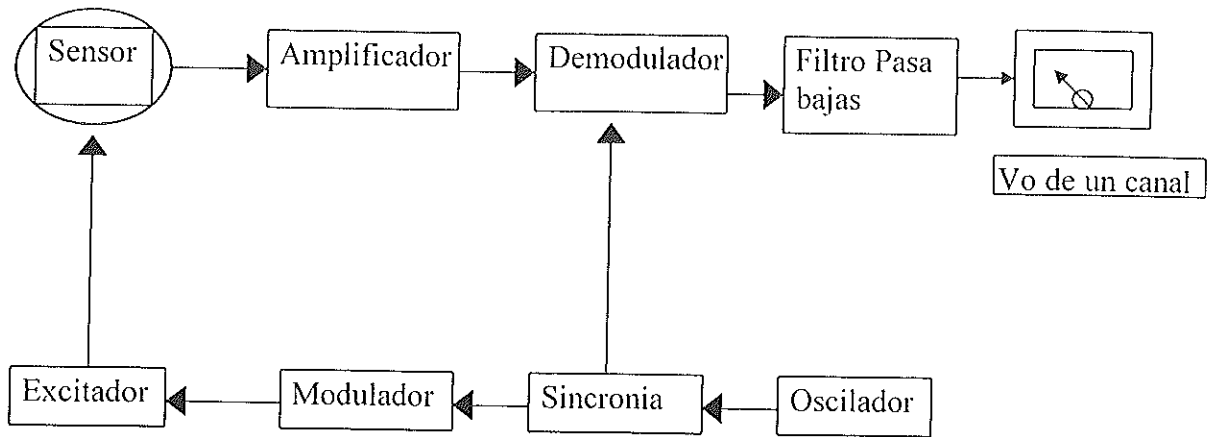 Sensor
Amplificador
Demodulador
Filtro Pasa
bajas
Vo de un canal
Excitador
Modulador
Sincronia
Oscilador